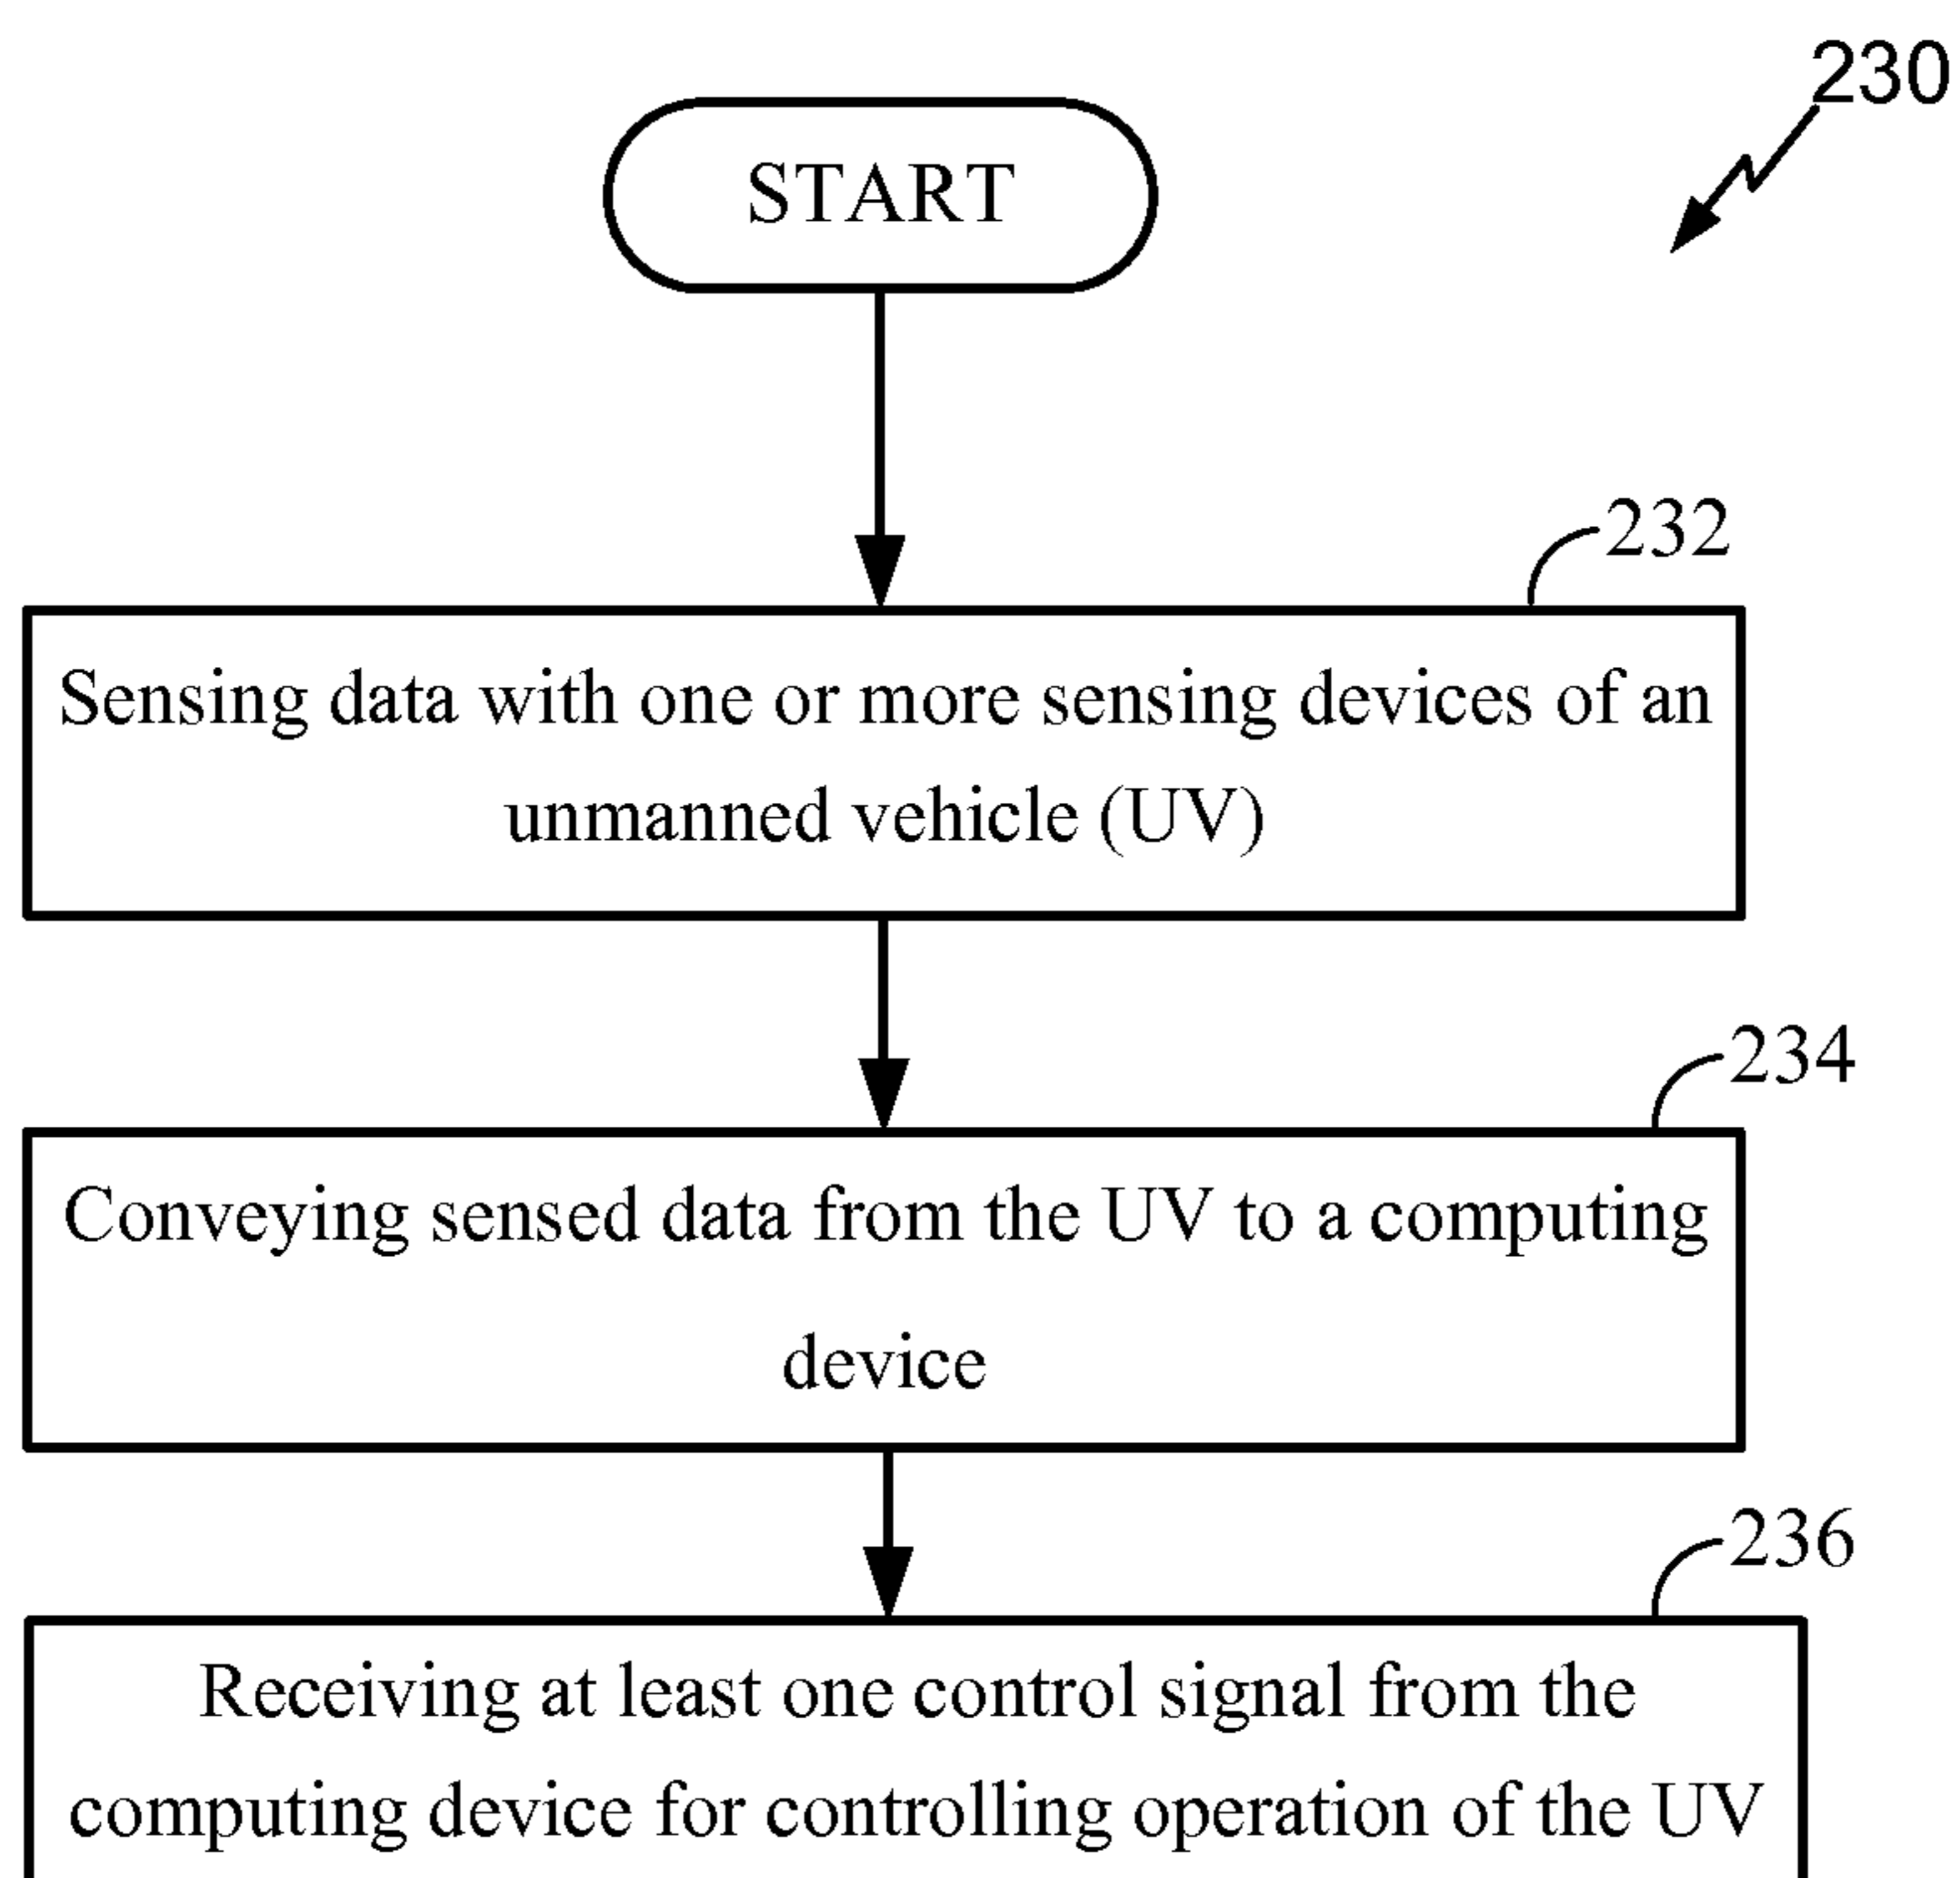 230
START
232
Sensing data with one or more sensing devices of an
unmanned vehicle (UV)
234
Conveying sensed data from the UV to a computing
device
236
Receiving at least one control signal from the
computing device for controlling operation of the UV